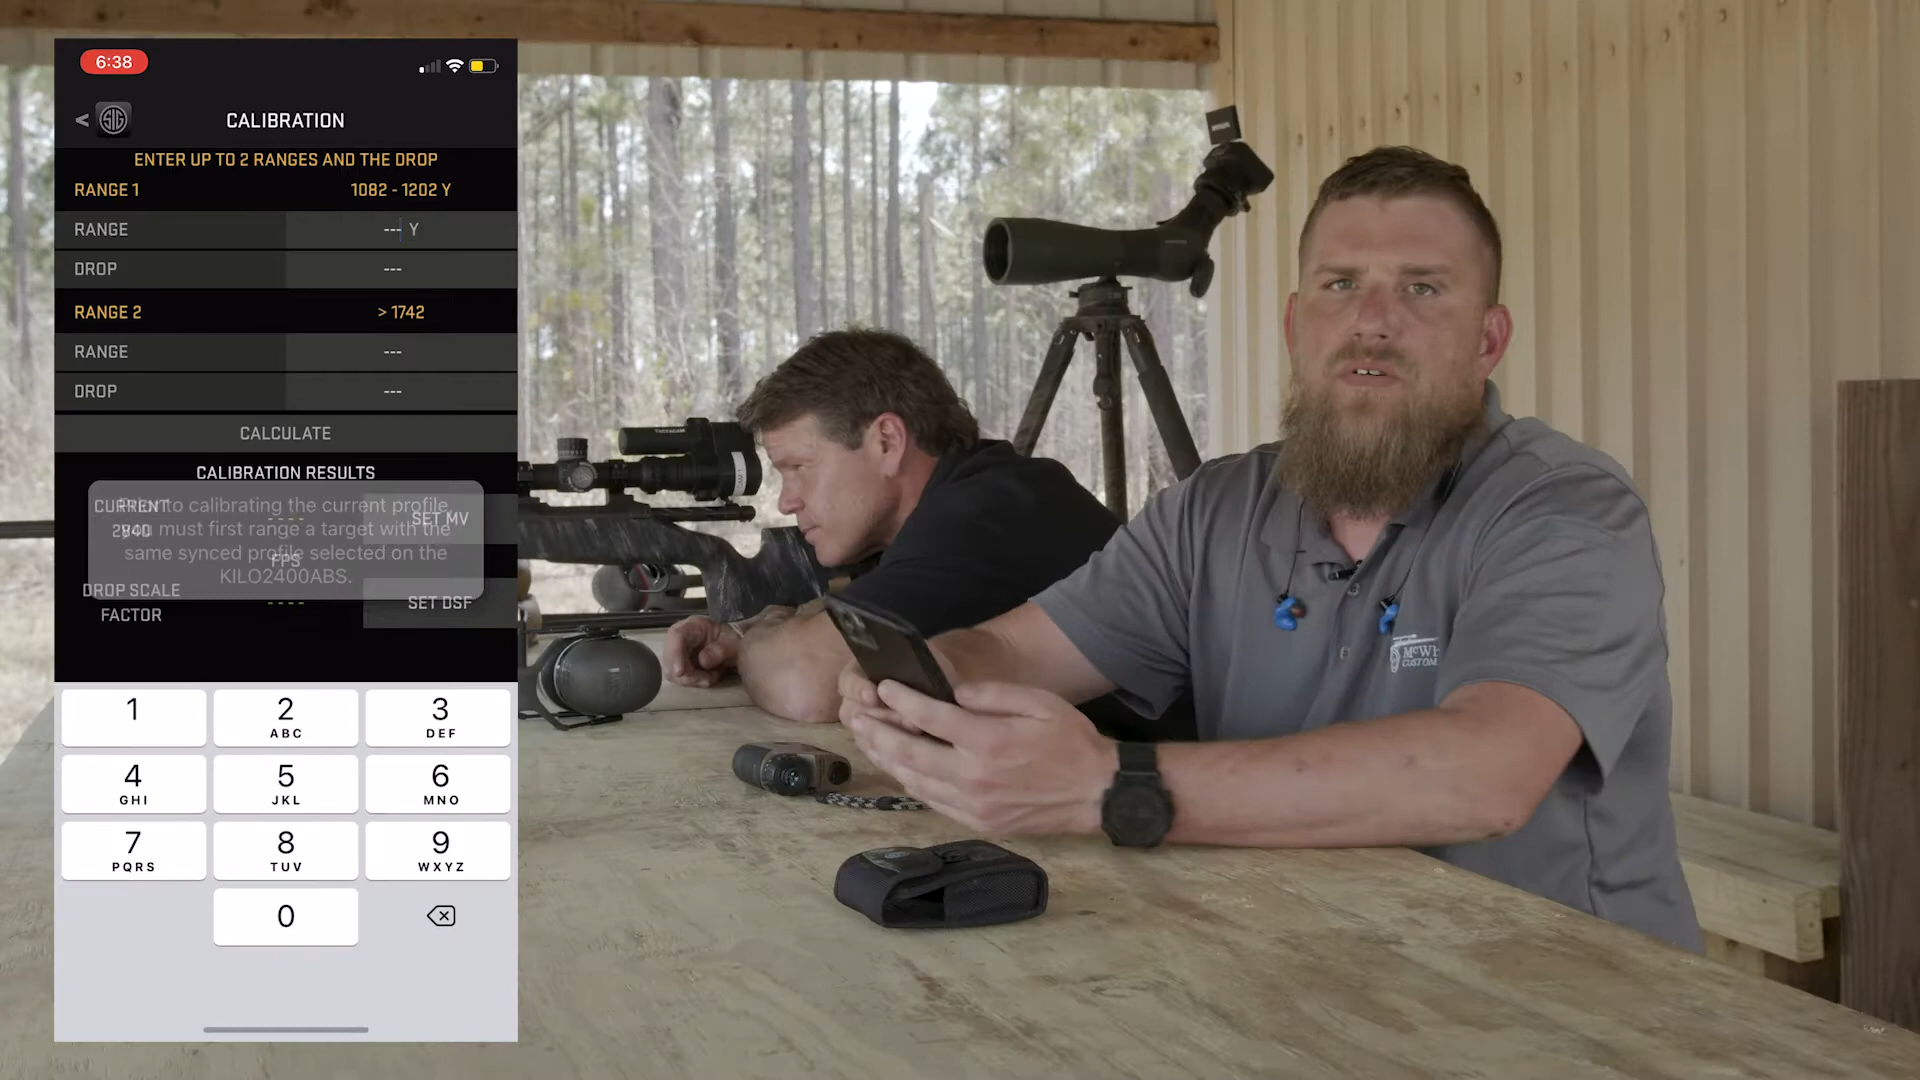 6:38
< SIG CALIBRATION
ENTER UP TO 2 RANGES AND THE DROP
RANGE 1 1082 - 1202 Y
RANGE --- Y
DROP ---
RANGE 2 > 1742
RANGE ---
DROP ---
CALCULATE
CALIBRATION RESULTS
CURRENT
2840
---- FPS
SET MV
to calibrating the current profile
you must first range a target with the
same synced profile selected on the
KILO2400ABS.
DROP SCALE
FACTOR
----
SET DSF
1
2 ABC
3 DEF
4 GHI
5 JKL
6 MNO
7 PQRS
8 TUV
9 WXYZ
0
CUSTOM